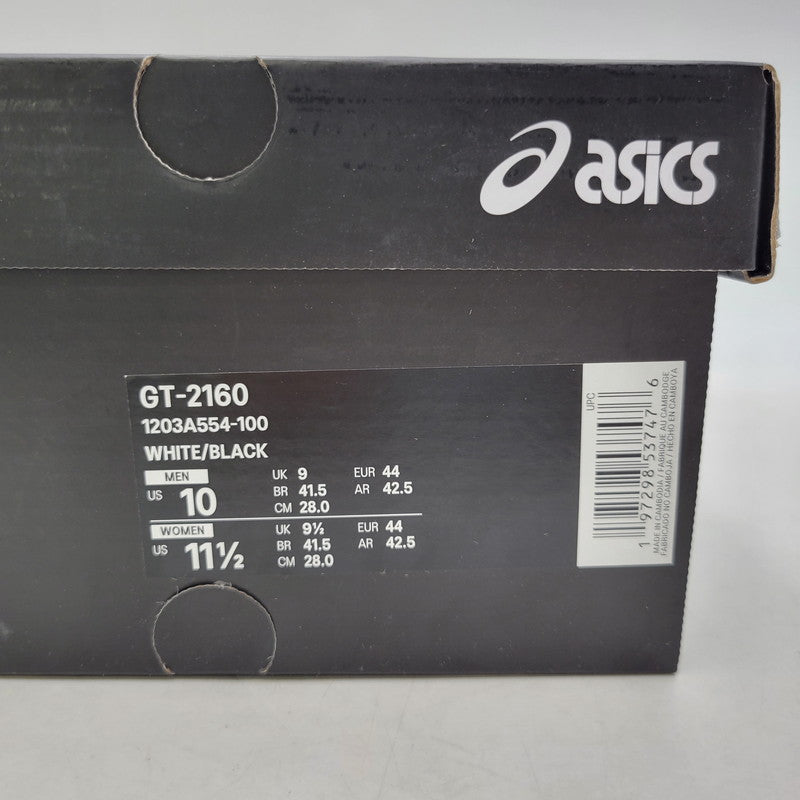 asics
GT-2160
1203A554-100
WHITE/BLACK
MEN
US 10
UK 9
BR 41.5
CM 28.0
EUR 44
AR 42.5
WOMEN
US 11½
UK 9½
BR 41.5
CM 28.0
EUR 44
AR 42.5
UPC
1 97298 53747 6
MADE IN CAMBODIA / FABRIQUÉ AU CAMBODGE
FABRICADO NO CAMBOJA / HECHO EN CAMBOYA